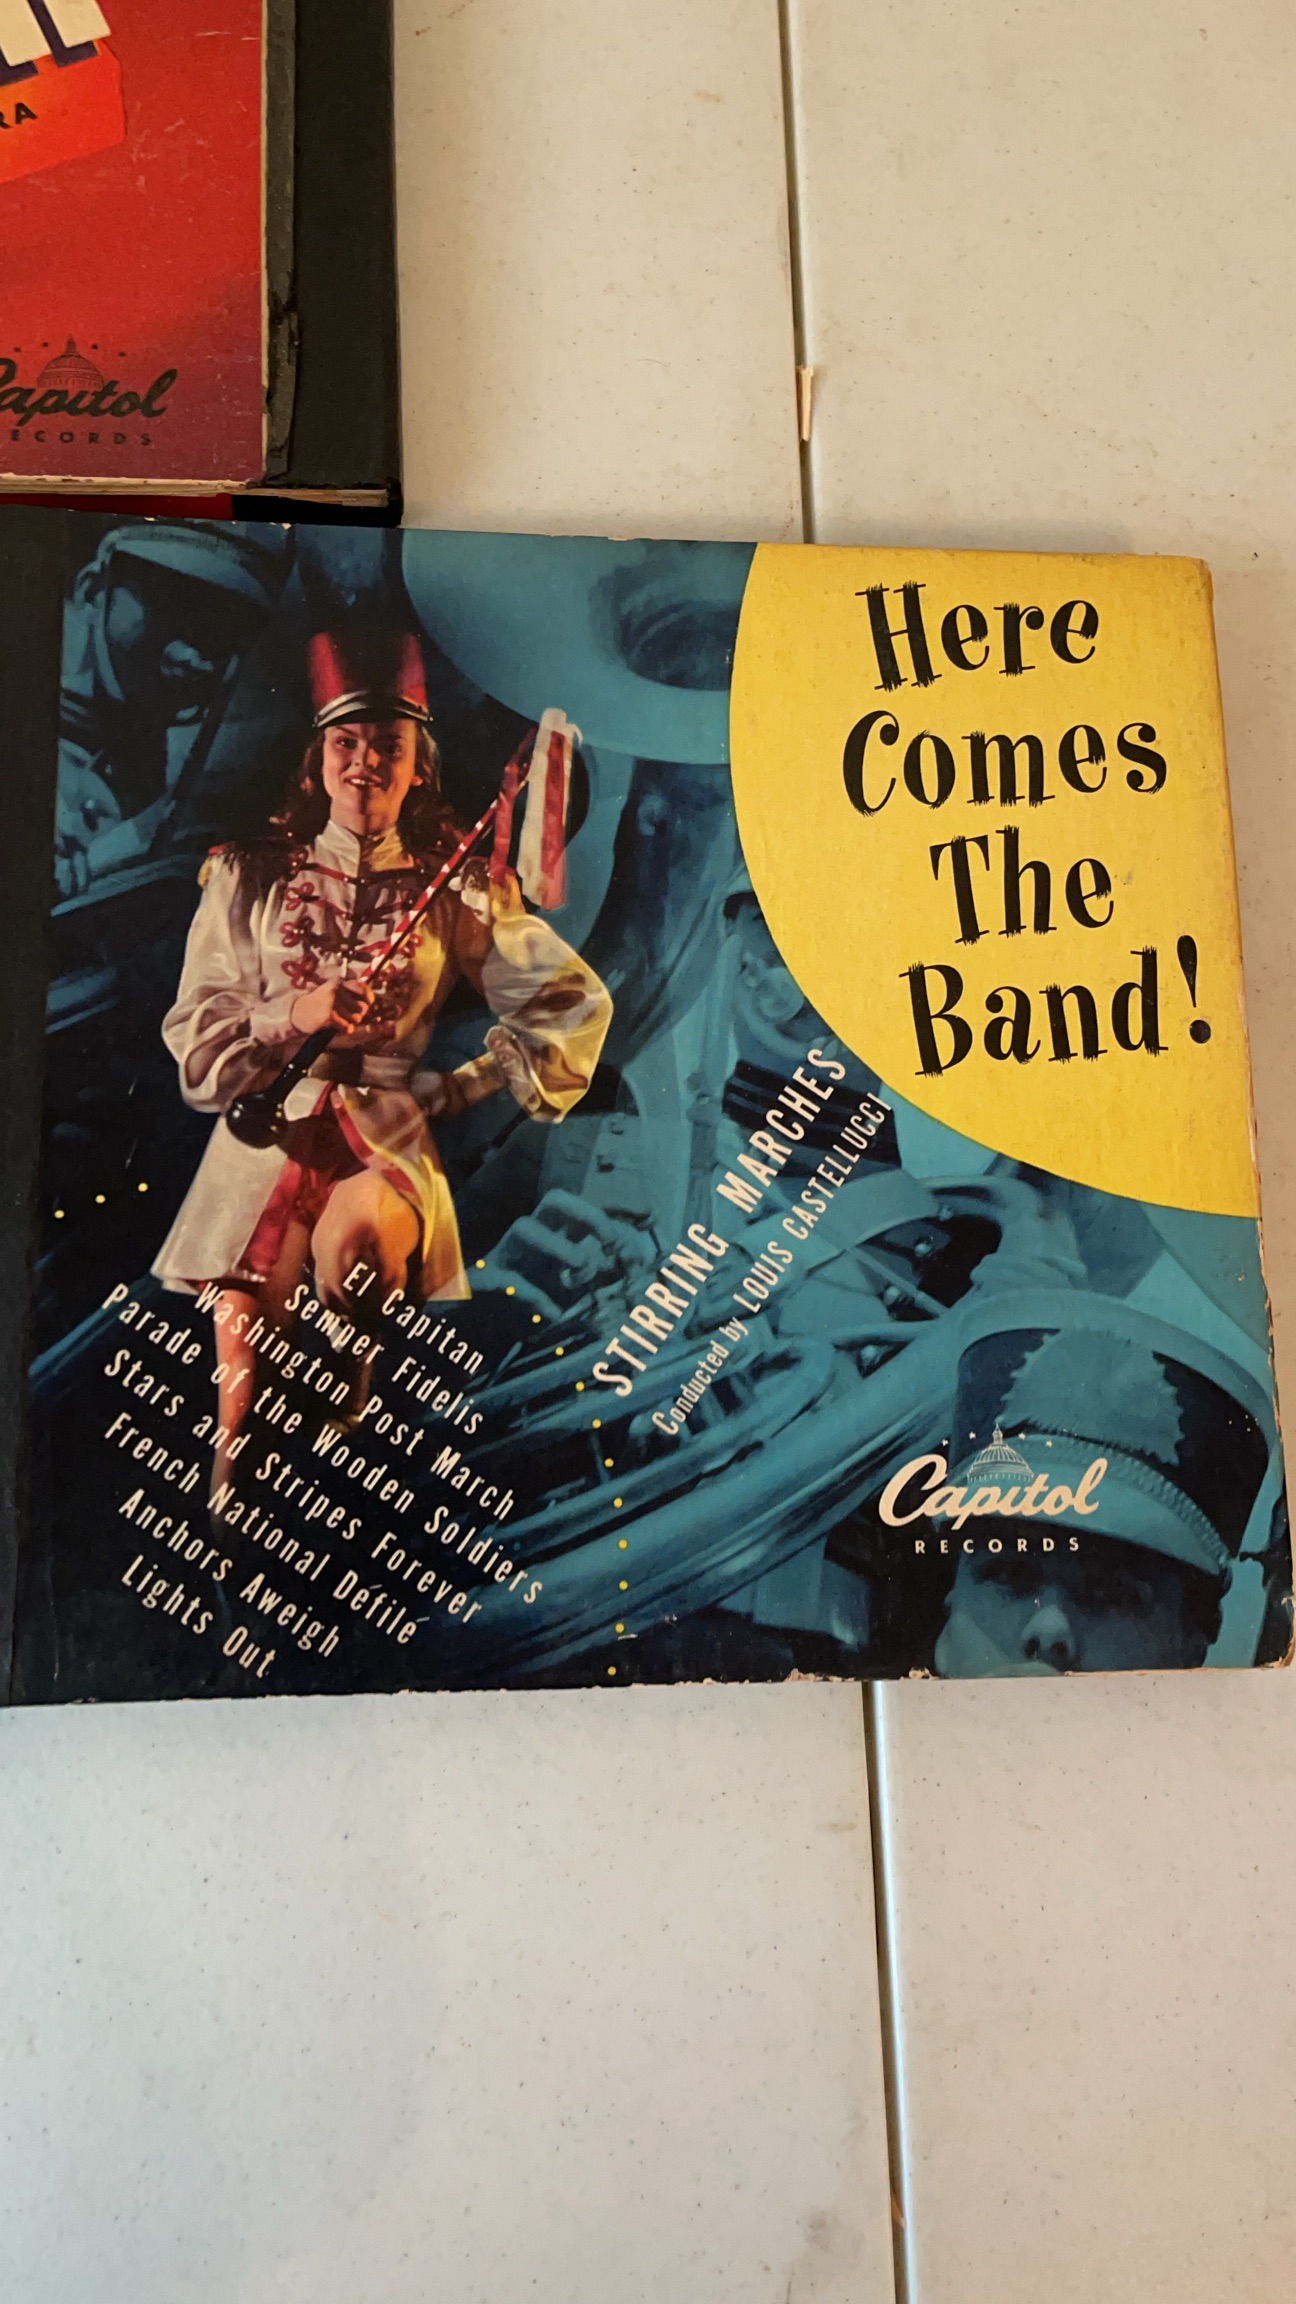 Capitol
RECORDS
Here
Comes
The
Band!
STIRRING MARCHES
Conducted by LOUIS CASTELLUCCI
El Capitan
Semper Fidelis
Washington Post March
Parade of the Wooden Soldiers
Stars and Stripes Forever
French National Défilé
Anchors Aweigh
Lights Out
Capitol
RECORDS